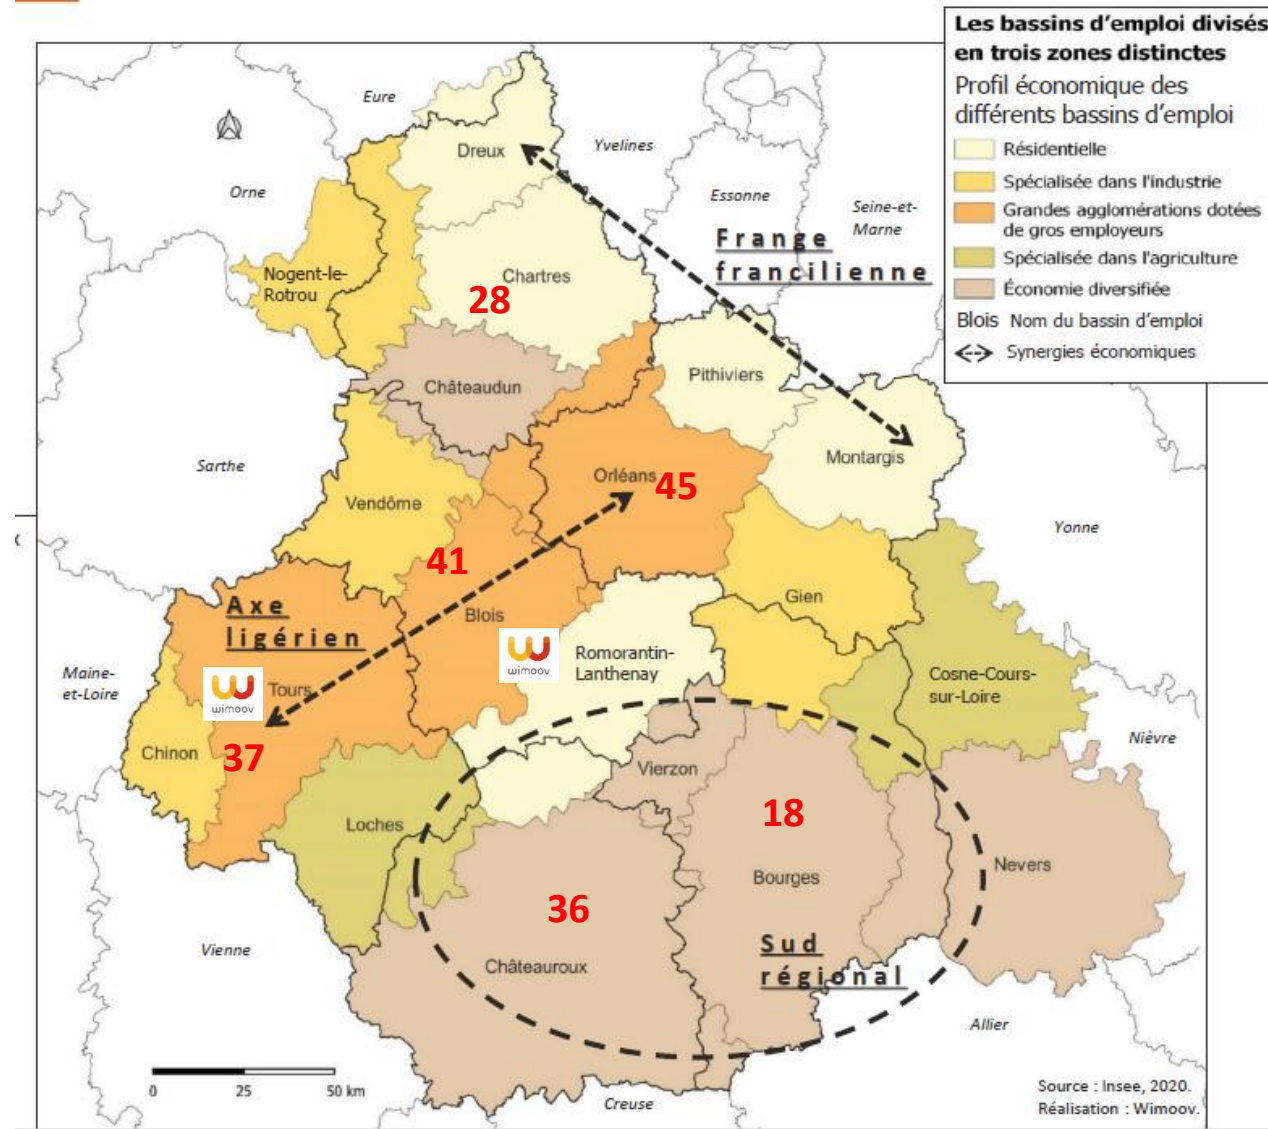 Les bassins d'emploi divisés
en trois zones distinctes
Profil économique des
différents bassins d'emploi
Résidentielle
Spécialisée dans l'industrie
Grandes agglomérations dotées
de gros employeurs
Spécialisée dans l'agriculture
Économie diversifiée
Blois Nom du bassin d'emploi
Synergies économiques
Eure
Dreux
Yvelines
Orne
Essonne
Seine-et-
Marne
Frange
francilienne
Nogent-le-
Rotrou
Chartres
28
Châteaudun
Pithiviers
Sarthe
Montargis
Orléans
45
Vendôme
Yonne
x
41
Axe
ligérien
Blois
Gien
wimoov
Romorantin-
Lanthenay
Maine-
et-Loire
Tours
wimoov
Cosne-Cours-
sur-Loire
Chinon
37
Nièvre
Vierzon
18
Loches
Bourges
Nevers
36
Vienne
Châteauroux
Sud
régional
Allier
0 25 50 km
Creuse
Source : Insee, 2020.
Réalisation : Wimoov.